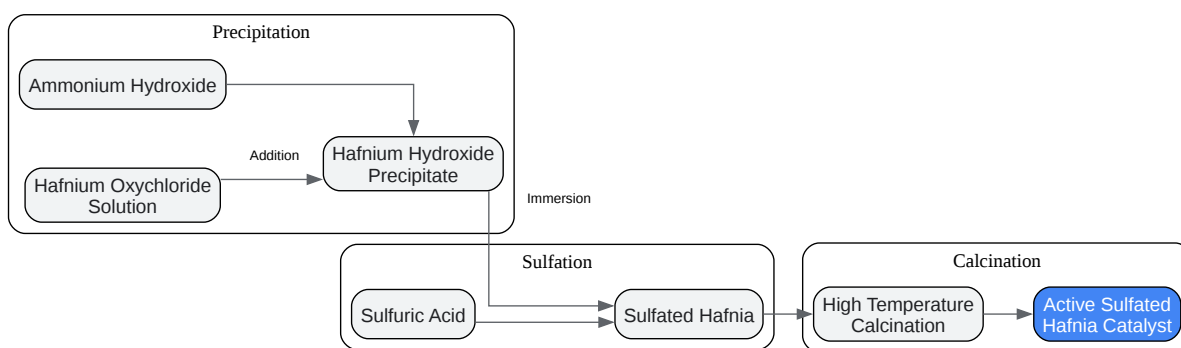 Precipitation
Ammonium Hydroxide
Addition
Hafnium Hydroxide
Precipitate
Hafnium Oxychloride
Solution
Immersion
Sulfation
Sulfuric Acid
Sulfated Hafnia
Calcination
High Temperature
Calcination
Active Sulfated
Hafnia Catalyst